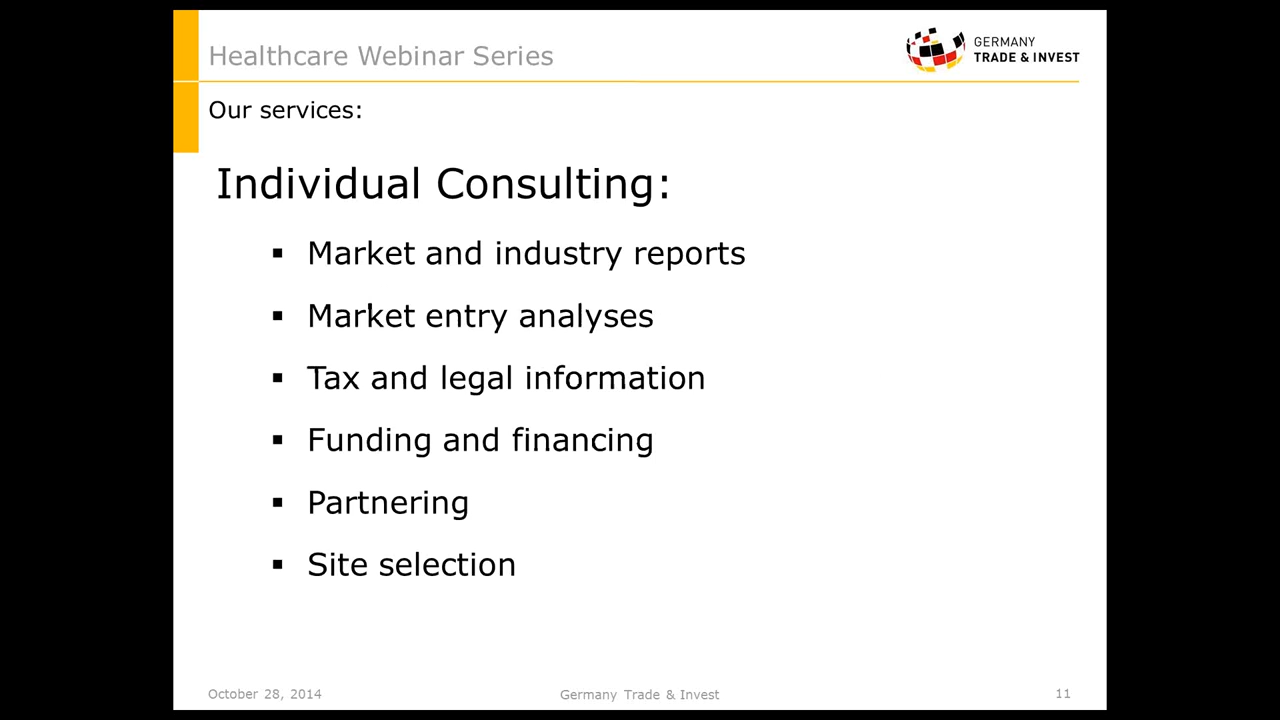 Healthcare Webinar Series
GERMANY
TRADE & INVEST
Our services:
Individual Consulting:
▪ Market and industry reports
▪ Market entry analyses
▪ Tax and legal information
▪ Funding and financing
▪ Partnering
▪ Site selection
October 28, 2014
Germany Trade & Invest
11